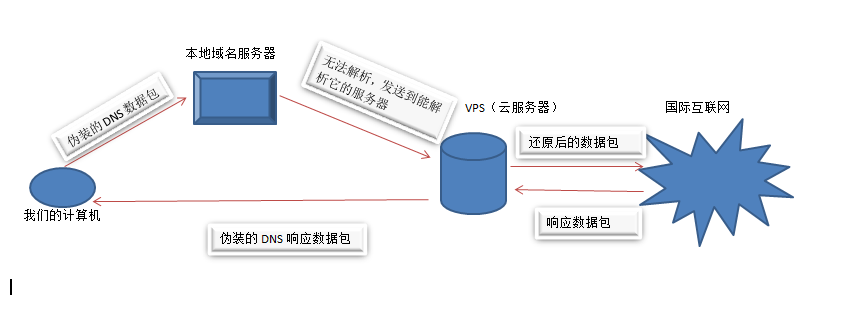 本地域名服务器
伪装的 DNS 数据包
无法解析，发送到能解
析它的服务器
VPS（云服务器）
国际互联网
还原后的数据包
我们的计算机
响应数据包
伪装的 DNS 响应数据包